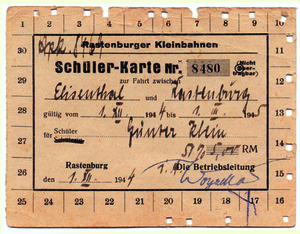 30 29 28 27 26 25
1 2 3 4 5 6 7 8 9 10
Rastenburger Kleinbahnen
Schüler-Karte Nr. 8480 (Nicht über-tragbar)
zur Fahrt zwischen
Elisenthal und Rastenburg
gültig vom 1. XII 1944 bis 1. 1945
für Schüler Schülerin Günter Klein
RM
Rastenburg Die Betriebsleitung
den 1. XII. 1944
11 12 13 14 15 16
24 23 22 21 20 19 18 17